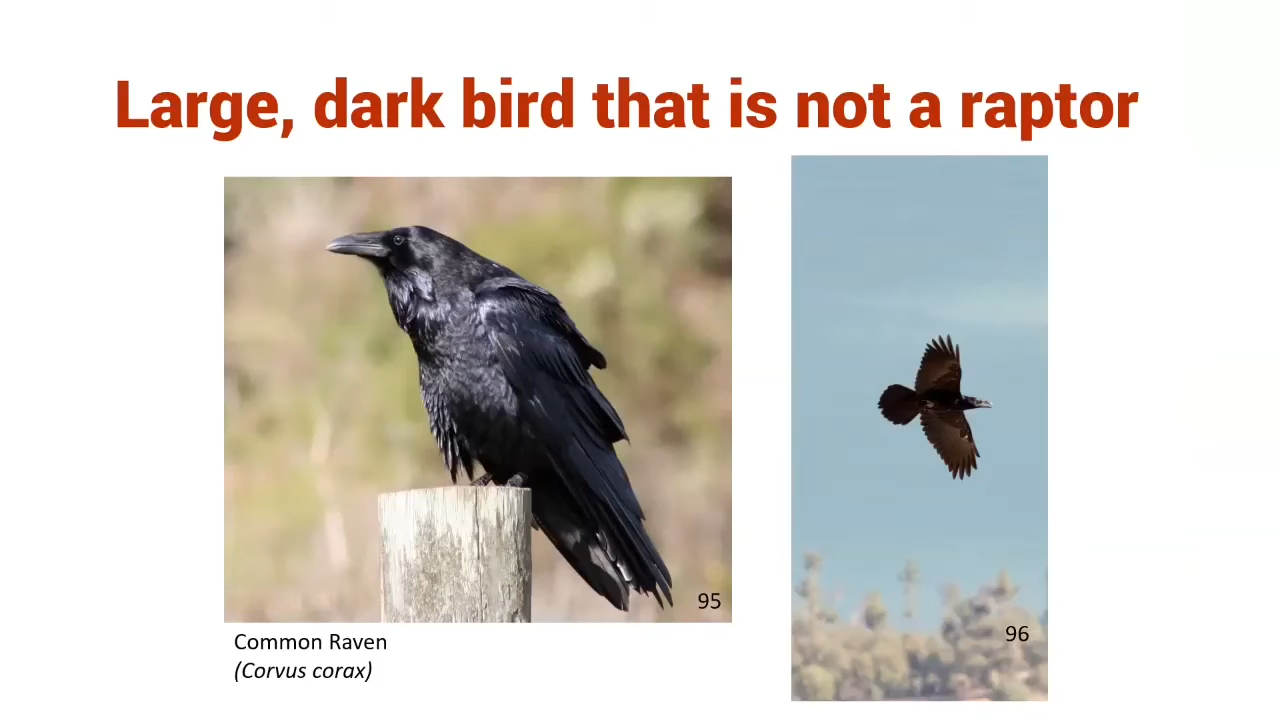 Large, dark bird that is not a raptor
95
Common Raven
(Corvus corax)
96